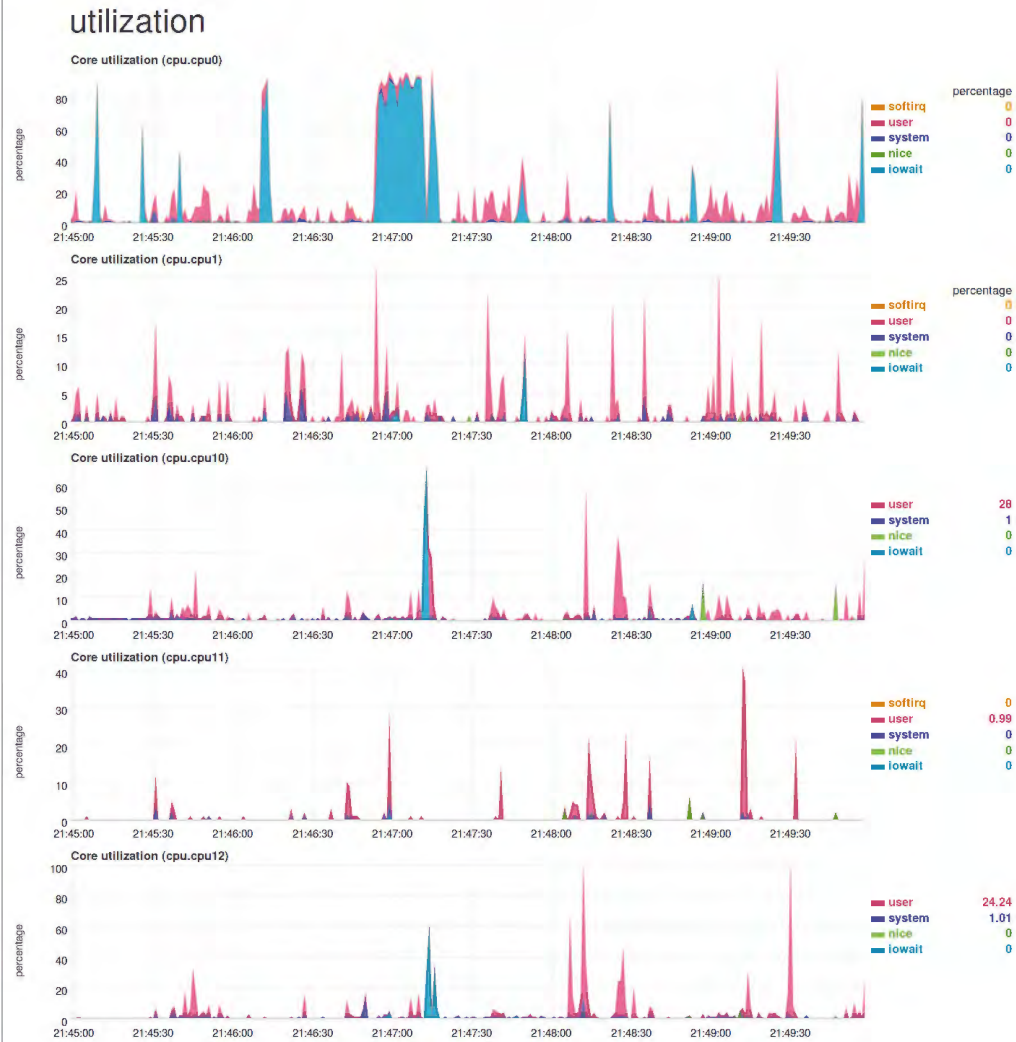 utilization
Core utilization (cpu.cpu0)
percentage
percentage
80
60
40
20
0
softirq 0
user 0
system 0
nice 0
iowait 0
21:45:00 21:45:30 21:46:00 21:46:30 21:47:00 21:47:30 21:48:00 21:48:30 21:49:00 21:49:30
Core utilization (cpu.cpu1)
percentage
percentage
25
20
15
10
5
0
softirq 0
user 0
system 0
nice 0
iowait 0
21:45:00 21:45:30 21:46:00 21:46:30 21:47:00 21:47:30 21:48:00 21:48:30 21:49:00 21:49:30
Core utilization (cpu.cpu10)
percentage
60
50
40
30
20
10
0
user 28
system 1
nice 0
iowait 0
21:45:00 21:45:30 21:46:00 21:46:30 21:47:00 21:47:30 21:48:00 21:48:30 21:49:00 21:49:30
Core utilization (cpu.cpu11)
percentage
40
30
20
10
0
softirq 0
user 0.99
system 0
nice 0
iowait 0
21:45:00 21:45:30 21:46:00 21:46:30 21:47:00 21:47:30 21:48:00 21:48:30 21:49:00 21:49:30
Core utilization (cpu.cpu12)
percentage
100
80
60
40
20
0
user 24.24
system 1.01
nice 0
iowait 0
21:45:00 21:45:30 21:46:00 21:46:30 21:47:00 21:47:30 21:48:00 21:48:30 21:49:00 21:49:30